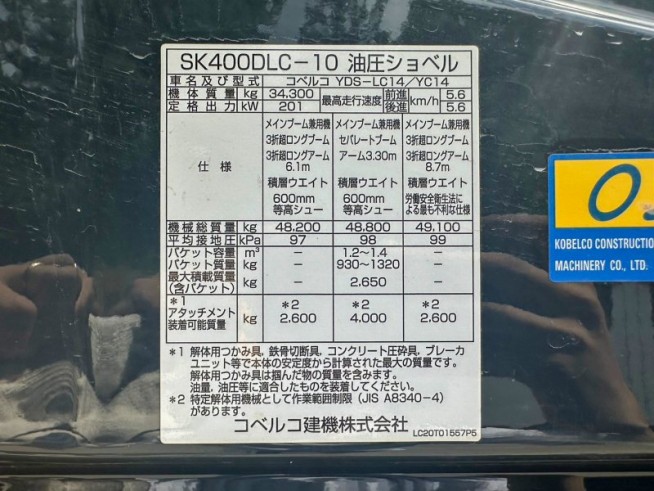 SK400DLC-10 油圧ショベル
車名及び型式 コベルコ YDS-LC14/YC14
機体質量 kg 34,300 最高走行速度 前進 km/h 5.6
定格出力 kW 201 後進 5.6
仕様
メインブーム兼用機 メインブーム兼用機 メインブーム兼用機
3折超ロングブーム セパレートブーム 3折超ロングブーム
3折超ロングアーム アーム3.30m 3折超ロングアーム
6.1m 8.7m
積層ウエイト 積層ウエイト 積層ウエイト
600mm 600mm 労働安全衛生法に
等高シュー 等高シュー よる最も不利な仕様
機械総質量 kg 48,200 48,800 49,100
平均接地圧 kPa 97 98 99
バケット容量 m³ - 1.2~1.4 -
バケット質量 kg - 930~1320 -
最大積載質量 kg - 2,650 -
(含バケット)
*1 *2 *2 *2
アタッチメント kg 2,600 4,000 2,600
装着可能質量
*1 解体用つかみ具, 鉄骨切断具, コンクリート圧砕具, ブレーカ
ユニット等で本体の安定度から計算された最大の質量です。
解体用つかみ具は掴んだ物の質量を含みます。
油量, 油圧等に適合したものを装着してください。
*2 特定解体用機械として作業範囲制限 (JIS A8340-4)
があります。
コベルコ建機株式会社 LC20T01557P5
KOBELCO CONSTRUCTION
MACHINERY CO., LTD.